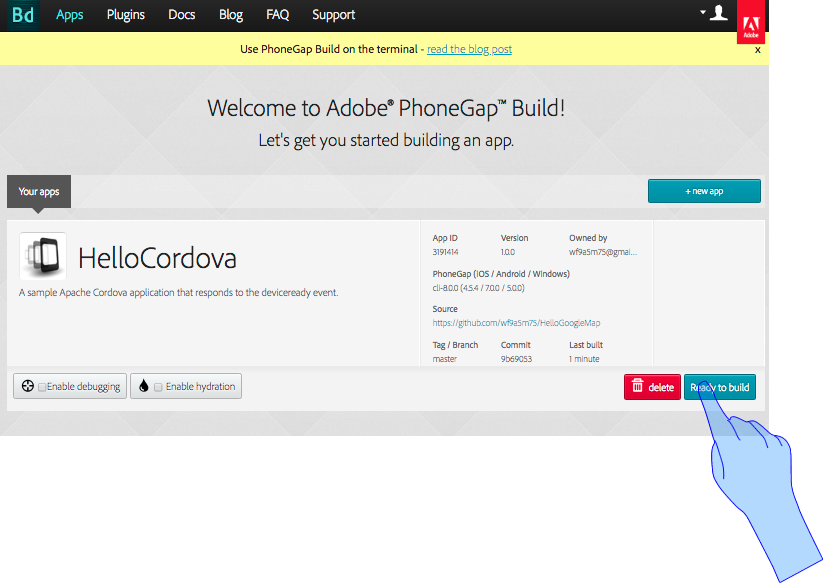 Bd Apps Plugins Docs Blog FAQ Support
Adobe
Use PhoneGap Build on the terminal - read the blog post x
Welcome to Adobe® PhoneGap™ Build!
Let's get you started building an app.
Your apps
+ new app
HelloCordova
A sample Apache Cordova application that responds to the deviceready event.
App ID Version Owned by
3191414 1.0.0 wf9a5m75@gmai...
PhoneGap (iOS / Android / Windows)
cli-8.0.0 (4.5.4 / 7.0.0 / 5.0.0)
Source
https://github.com/wf9a5m75/HelloGoogleMap
Tag / Branch Commit Last built
master 9b69053 1 minute
Enable debugging Enable hydration delete Ready to build